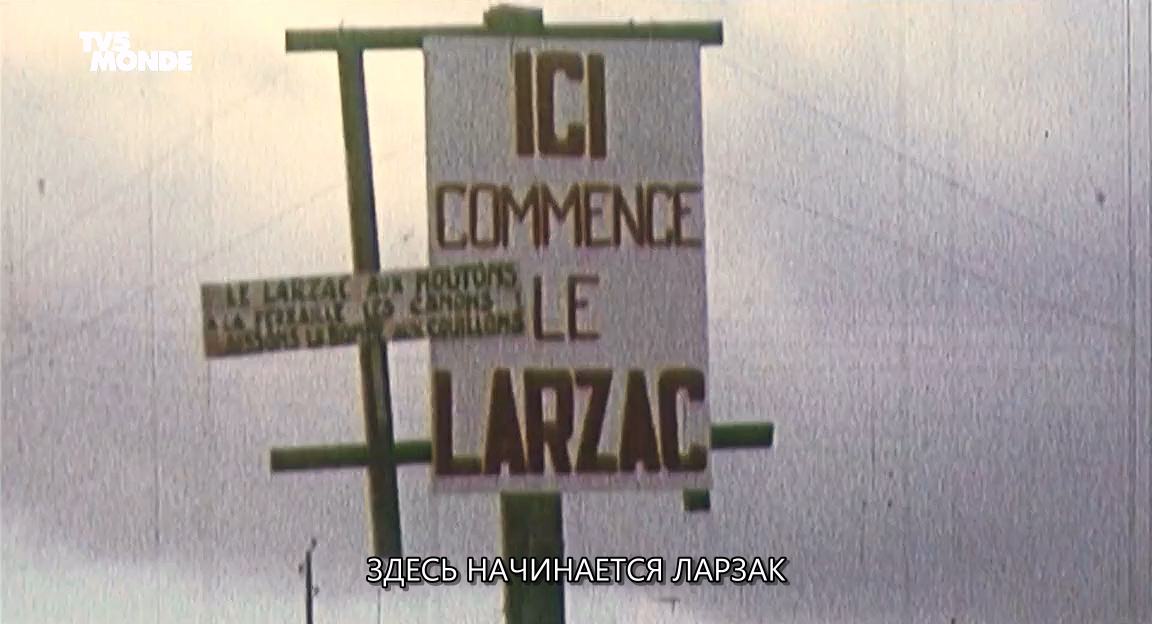 TV5
MONDE
ICI
COMMENCE
LE
LARZAC
LE LARZAC AUX MOUTONS
A LA FERRAILLE LES CANONS
LAISSONS LA BOMBE AUX COUILLONS
ЗДЕСЬ НАЧИНАЕТСЯ ЛАРЗАК